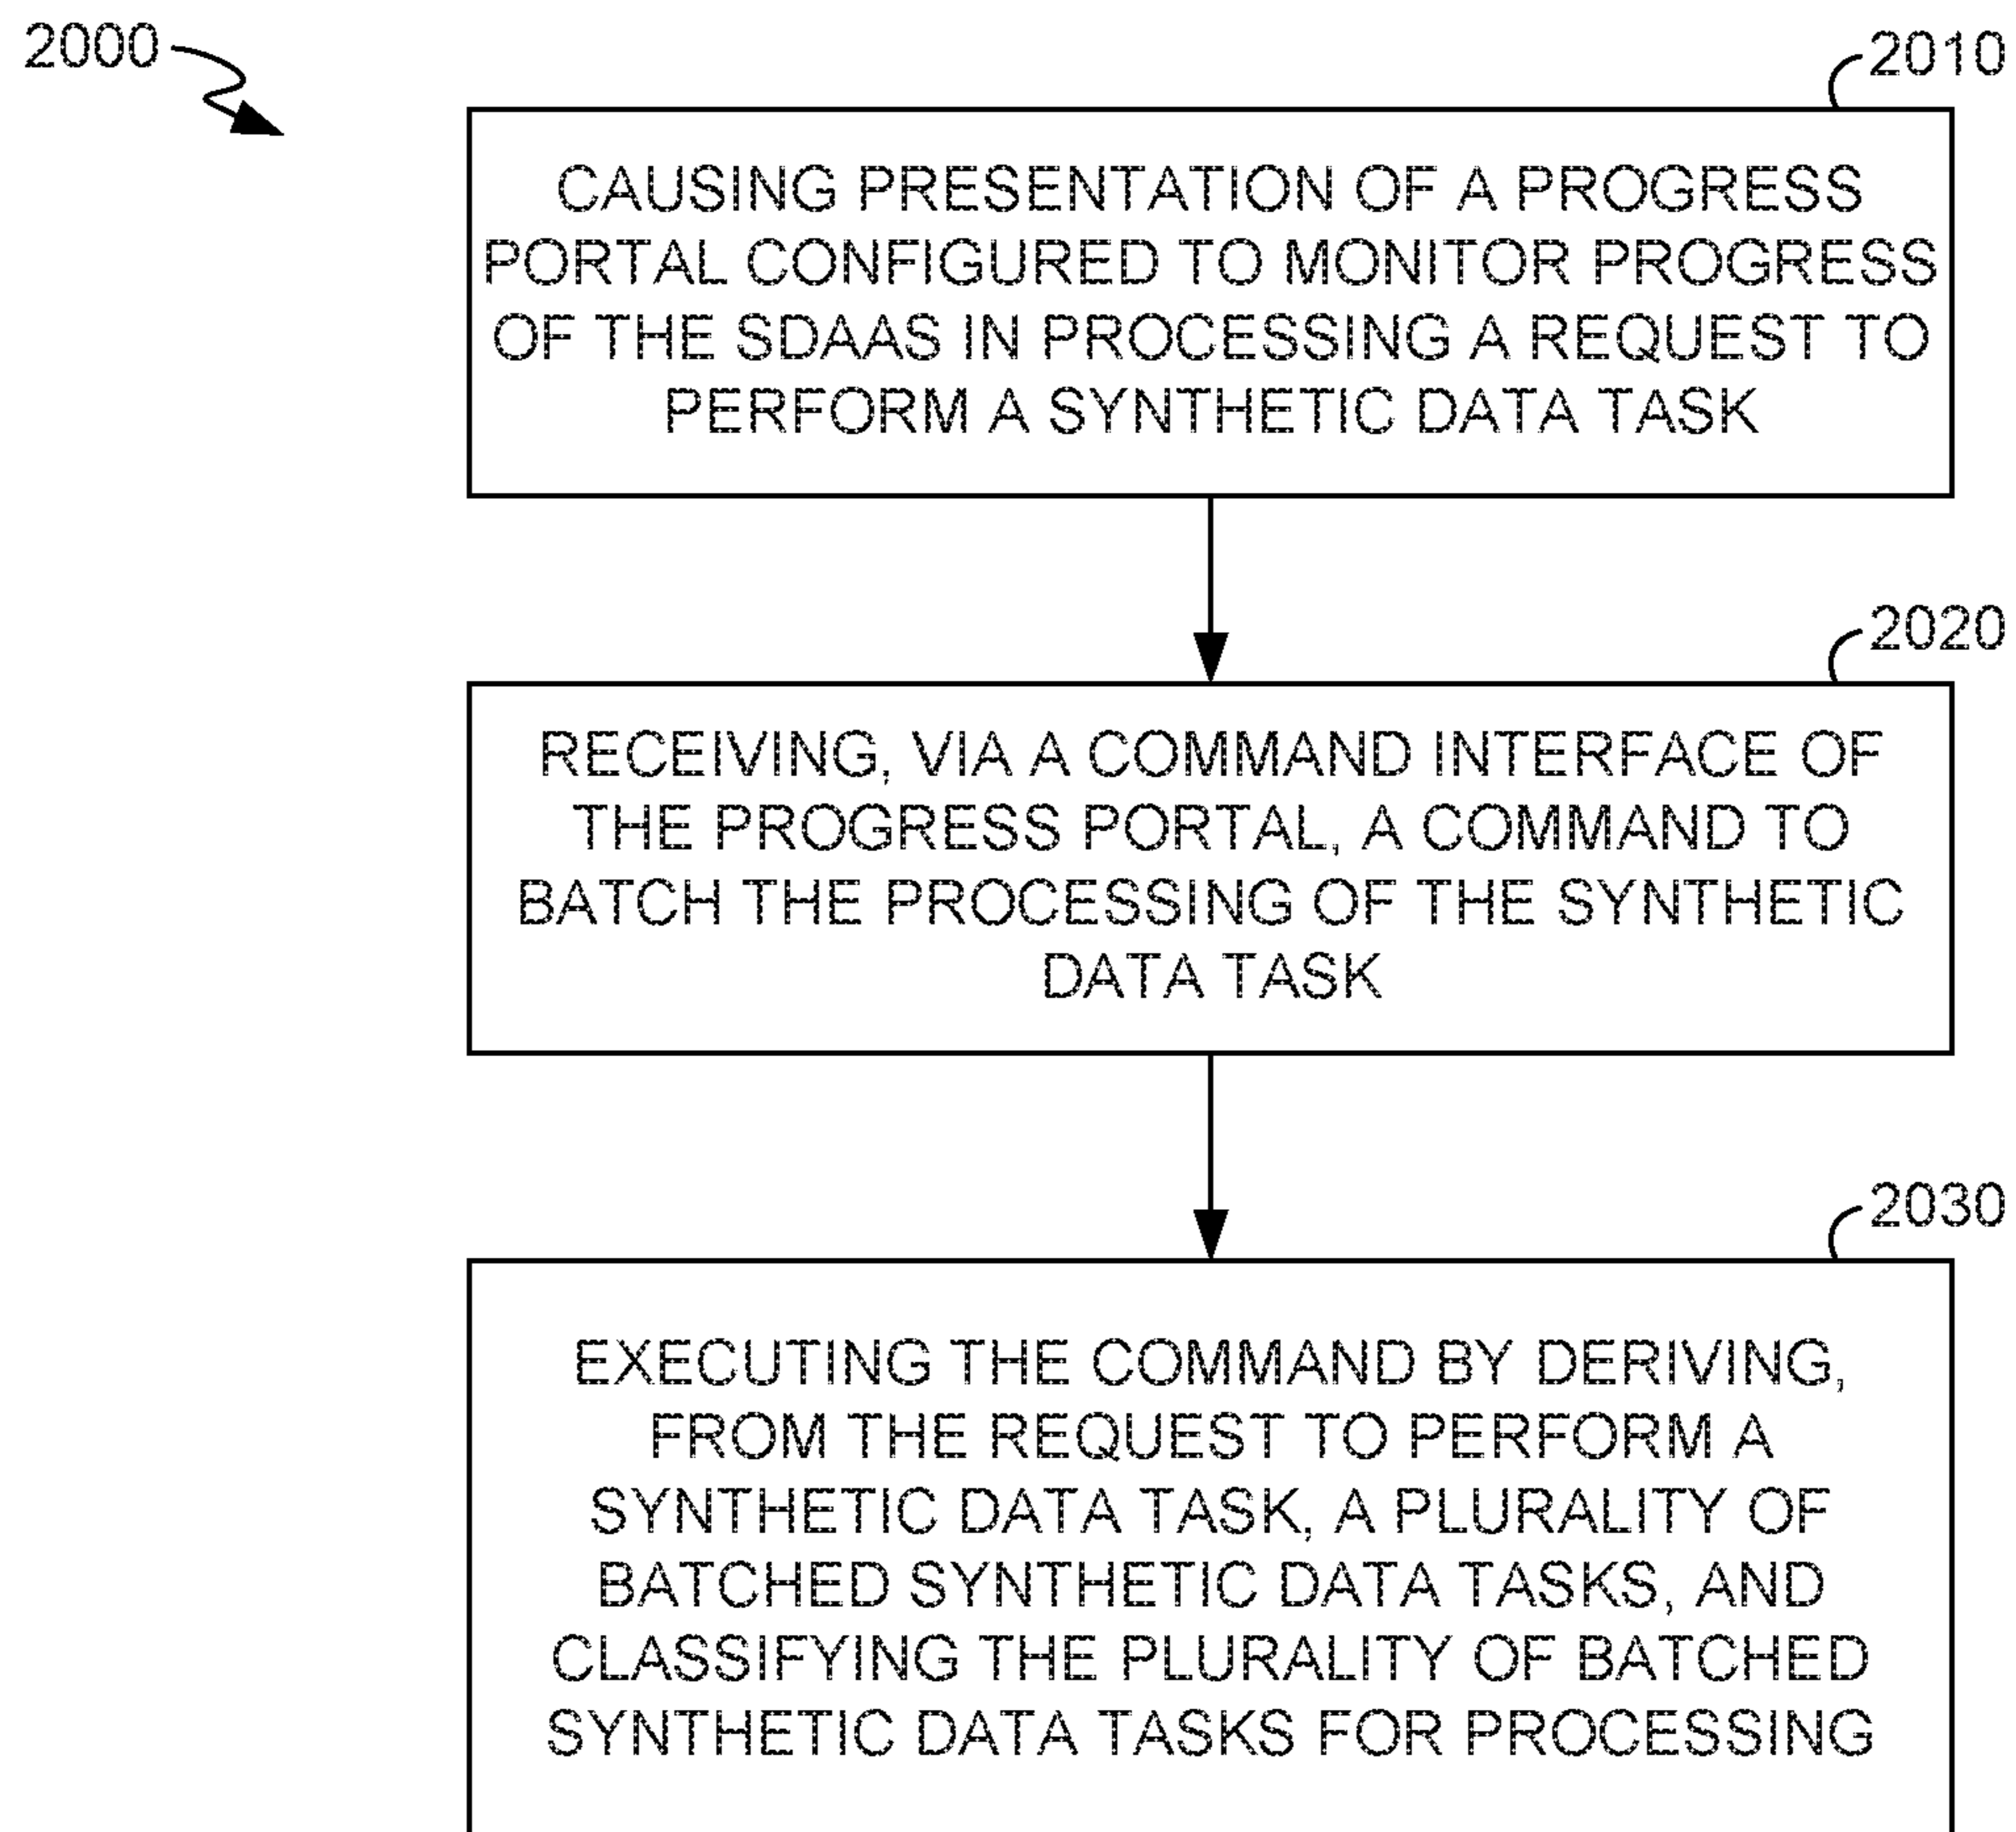 2000
2010
CAUSING PRESENTATION OF A PROGRESS
PORTAL CONFIGURED TO MONITOR PROGRESS
OF THE SDAAS IN PROCESSING A REQUEST TO
PERFORM A SYNTHETIC DATA TASK
2020
RECEIVING, VIA A COMMAND INTERFACE OF
THE PROGRESS PORTAL, A COMMAND TO
BATCH THE PROCESSING OF THE SYNTHETIC
DATA TASK
2030
EXECUTING THE COMMAND BY DERIVING,
FROM THE REQUEST TO PERFORM A
SYNTHETIC DATA TASK, A PLURALITY OF
BATCHED SYNTHETIC DATA TASKS, AND
CLASSIFYING THE PLURALITY OF BATCHED
SYNTHETIC DATA TASKS FOR PROCESSING